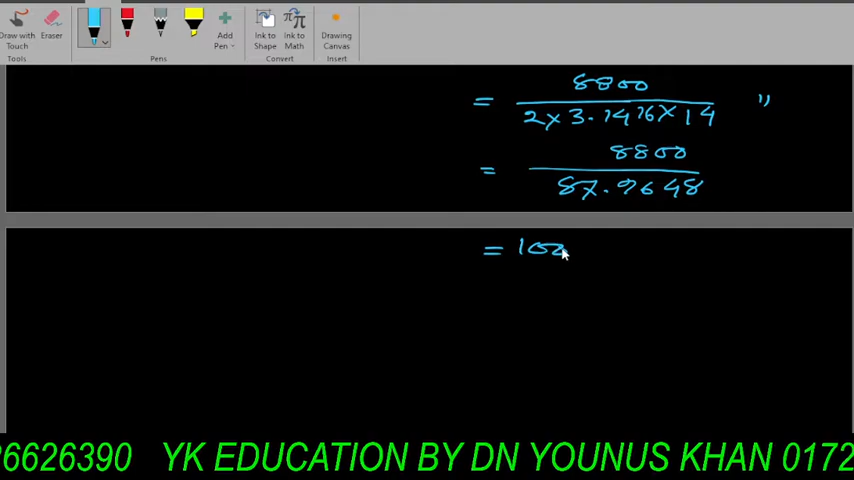 Draw with Touch
Eraser
Add Pen
Ink to Shape
Ink to Math
Drawing Canvas
Tools
Pens
Convert
Insert
= 8800 / 2 × 3.1416 × 14 "
= 8800 / 87.9648
= 100
26626390 YK EDUCATION BY DN YOUNUS KHAN 0172